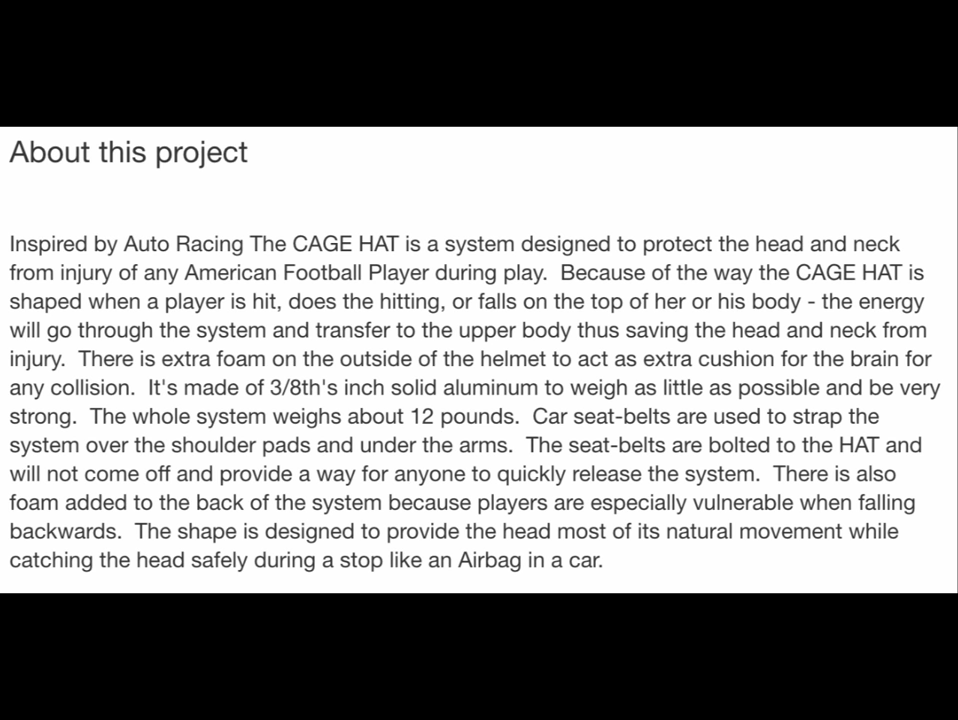 About this project
Inspired by Auto Racing The CAGE HAT is a system designed to protect the head and neck
from injury of any American Football Player during play.  Because of the way the CAGE HAT is
shaped when a player is hit, does the hitting, or falls on the top of her or his body - the energy
will go through the system and transfer to the upper body thus saving the head and neck from
injury.  There is extra foam on the outside of the helmet to act as extra cushion for the brain for
any collision.  It's made of 3/8th's inch solid aluminum to weigh as little as possible and be very
strong.  The whole system weighs about 12 pounds.  Car seat-belts are used to strap the
system over the shoulder pads and under the arms.  The seat-belts are bolted to the HAT and
will not come off and provide a way for anyone to quickly release the system.  There is also
foam added to the back of the system because players are especially vulnerable when falling
backwards.  The shape is designed to provide the head most of its natural movement while
catching the head safely during a stop like an Airbag in a car.